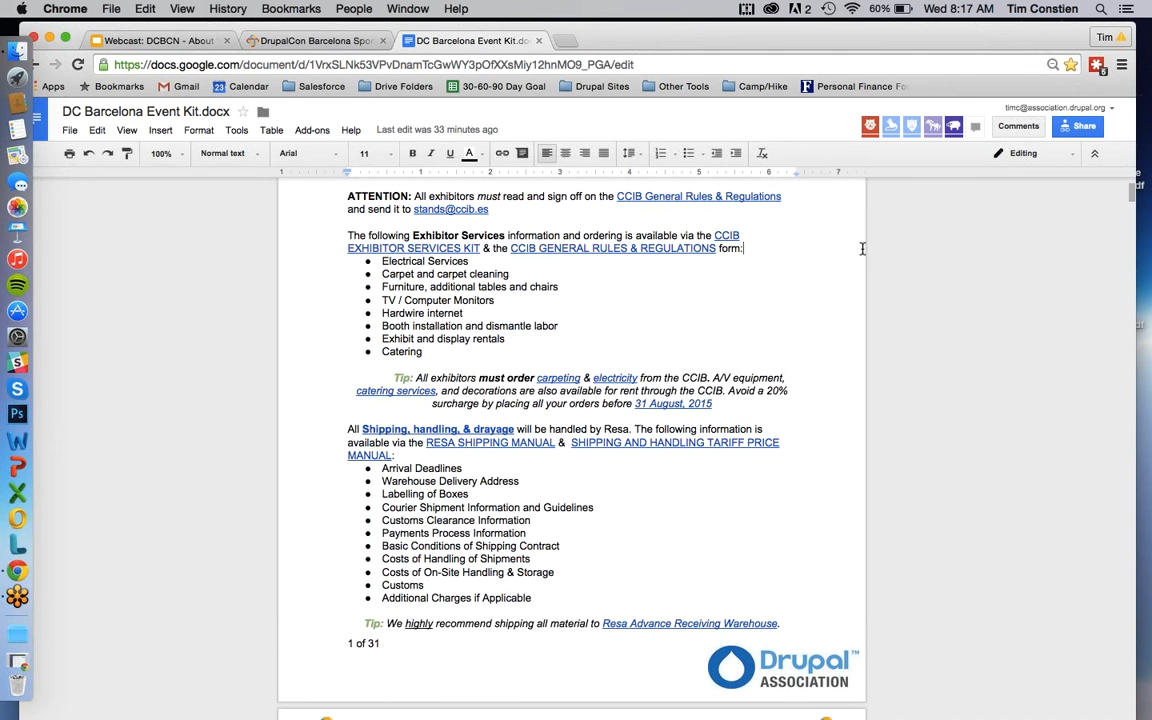 Chrome File Edit View History Bookmarks People Window Help 2 60% Wed 8:17 AM Tim Constien
Webcast: DCBCN - About DrupalCon Barcelona Spon DC Barcelona Event Kit.do Tim
https://docs.google.com/document/d/1VrxSLNk53VPvDnamTcGwWY3pOfXXsMiy12hnMO9_PGA/edit
Apps Bookmarks Gmail 23 Calendar Salesforce Drive Folders 30-60-90 Day Goal Drupal Sites Other Tools Camp/Hike Personal Finance Fo
DC Barcelona Event Kit.docx
timc@association.drupal.org
File Edit View Insert Format Tools Table Add-ons Help Last edit was 33 minutes ago
Comments Share
100% Normal text Arial 11 B I U A Editing
1 1 2 3 4 5 6 7
ATTENTION: All exhibitors must read and sign off on the CCIB General Rules & Regulations
and send it to stands@ccib.es
The following Exhibitor Services information and ordering is available via the CCIB
EXHIBITOR SERVICES KIT & the CCIB GENERAL RULES & REGULATIONS form:
● Electrical Services
● Carpet and carpet cleaning
● Furniture, additional tables and chairs
● TV / Computer Monitors
● Hardwire internet
● Booth installation and dismantle labor
● Exhibit and display rentals
● Catering
Tip: All exhibitors must order carpeting & electricity from the CCIB. A/V equipment,
catering services, and decorations are also available for rent through the CCIB. Avoid a 20%
surcharge by placing all your orders before 31 August, 2015
All Shipping, handling, & drayage will be handled by Resa. The following information is
available via the RESA SHIPPING MANUAL & SHIPPING AND HANDLING TARIFF PRICE
MANUAL:
● Arrival Deadlines
● Warehouse Delivery Address
● Labelling of Boxes
● Courier Shipment Information and Guidelines
● Customs Clearance Information
● Payments Process Information
● Basic Conditions of Shipping Contract
● Costs of Handling of Shipments
● Costs of On-Site Handling & Storage
● Customs
● Additional Charges if Applicable
Tip: We highly recommend shipping all material to Resa Advance Receiving Warehouse.
1 of 31
Drupal™
ASSOCIATION